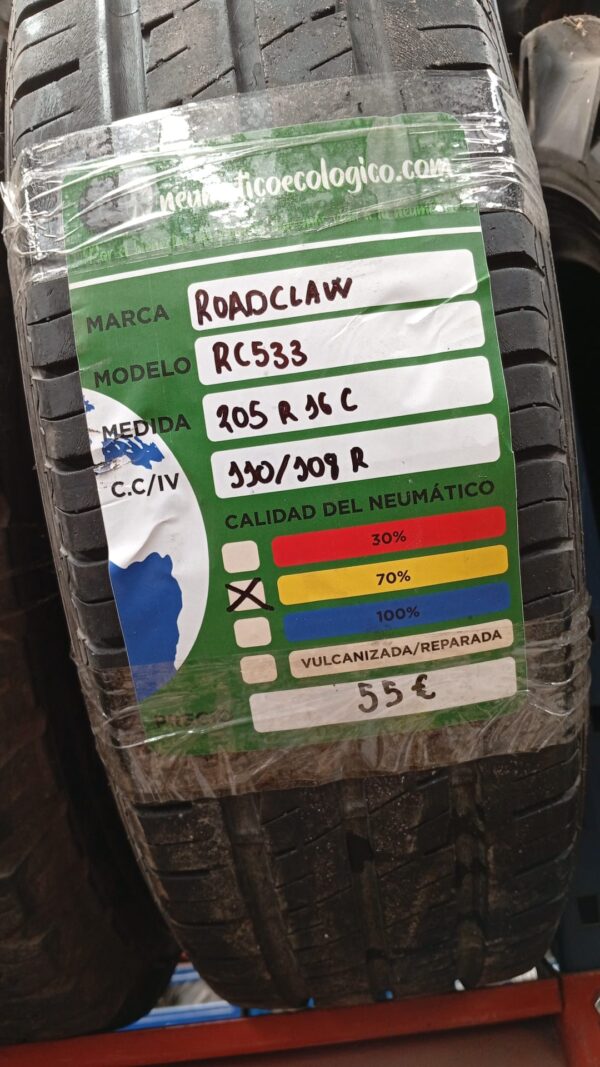 neumaticoecologico.com
MARCA ROADCLAW
MODELO RC533
MEDIDA 205 R 16 C
C.C/IV 110/108 R
CALIDAD DEL NEUMÁTICO
30%
X 70%
100%
VULCANIZADA/REPARADA
PRECIO 55 €